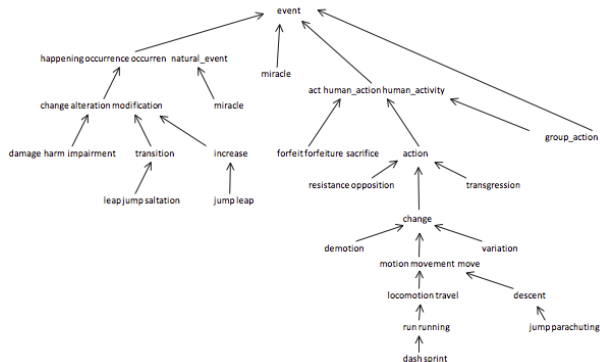 event
happening occurrence occurren natural_event
miracle
act human_action human_activity
change alteration modification
miracle
group_action
damage harm impairment
transition
increase
forfeit forfeiture sacrifice
action
resistance opposition
transgression
leap jump saltation
jump leap
change
demotion
variation
motion movement move
locomotion travel
descent
run running
jump parachuting
dash sprint